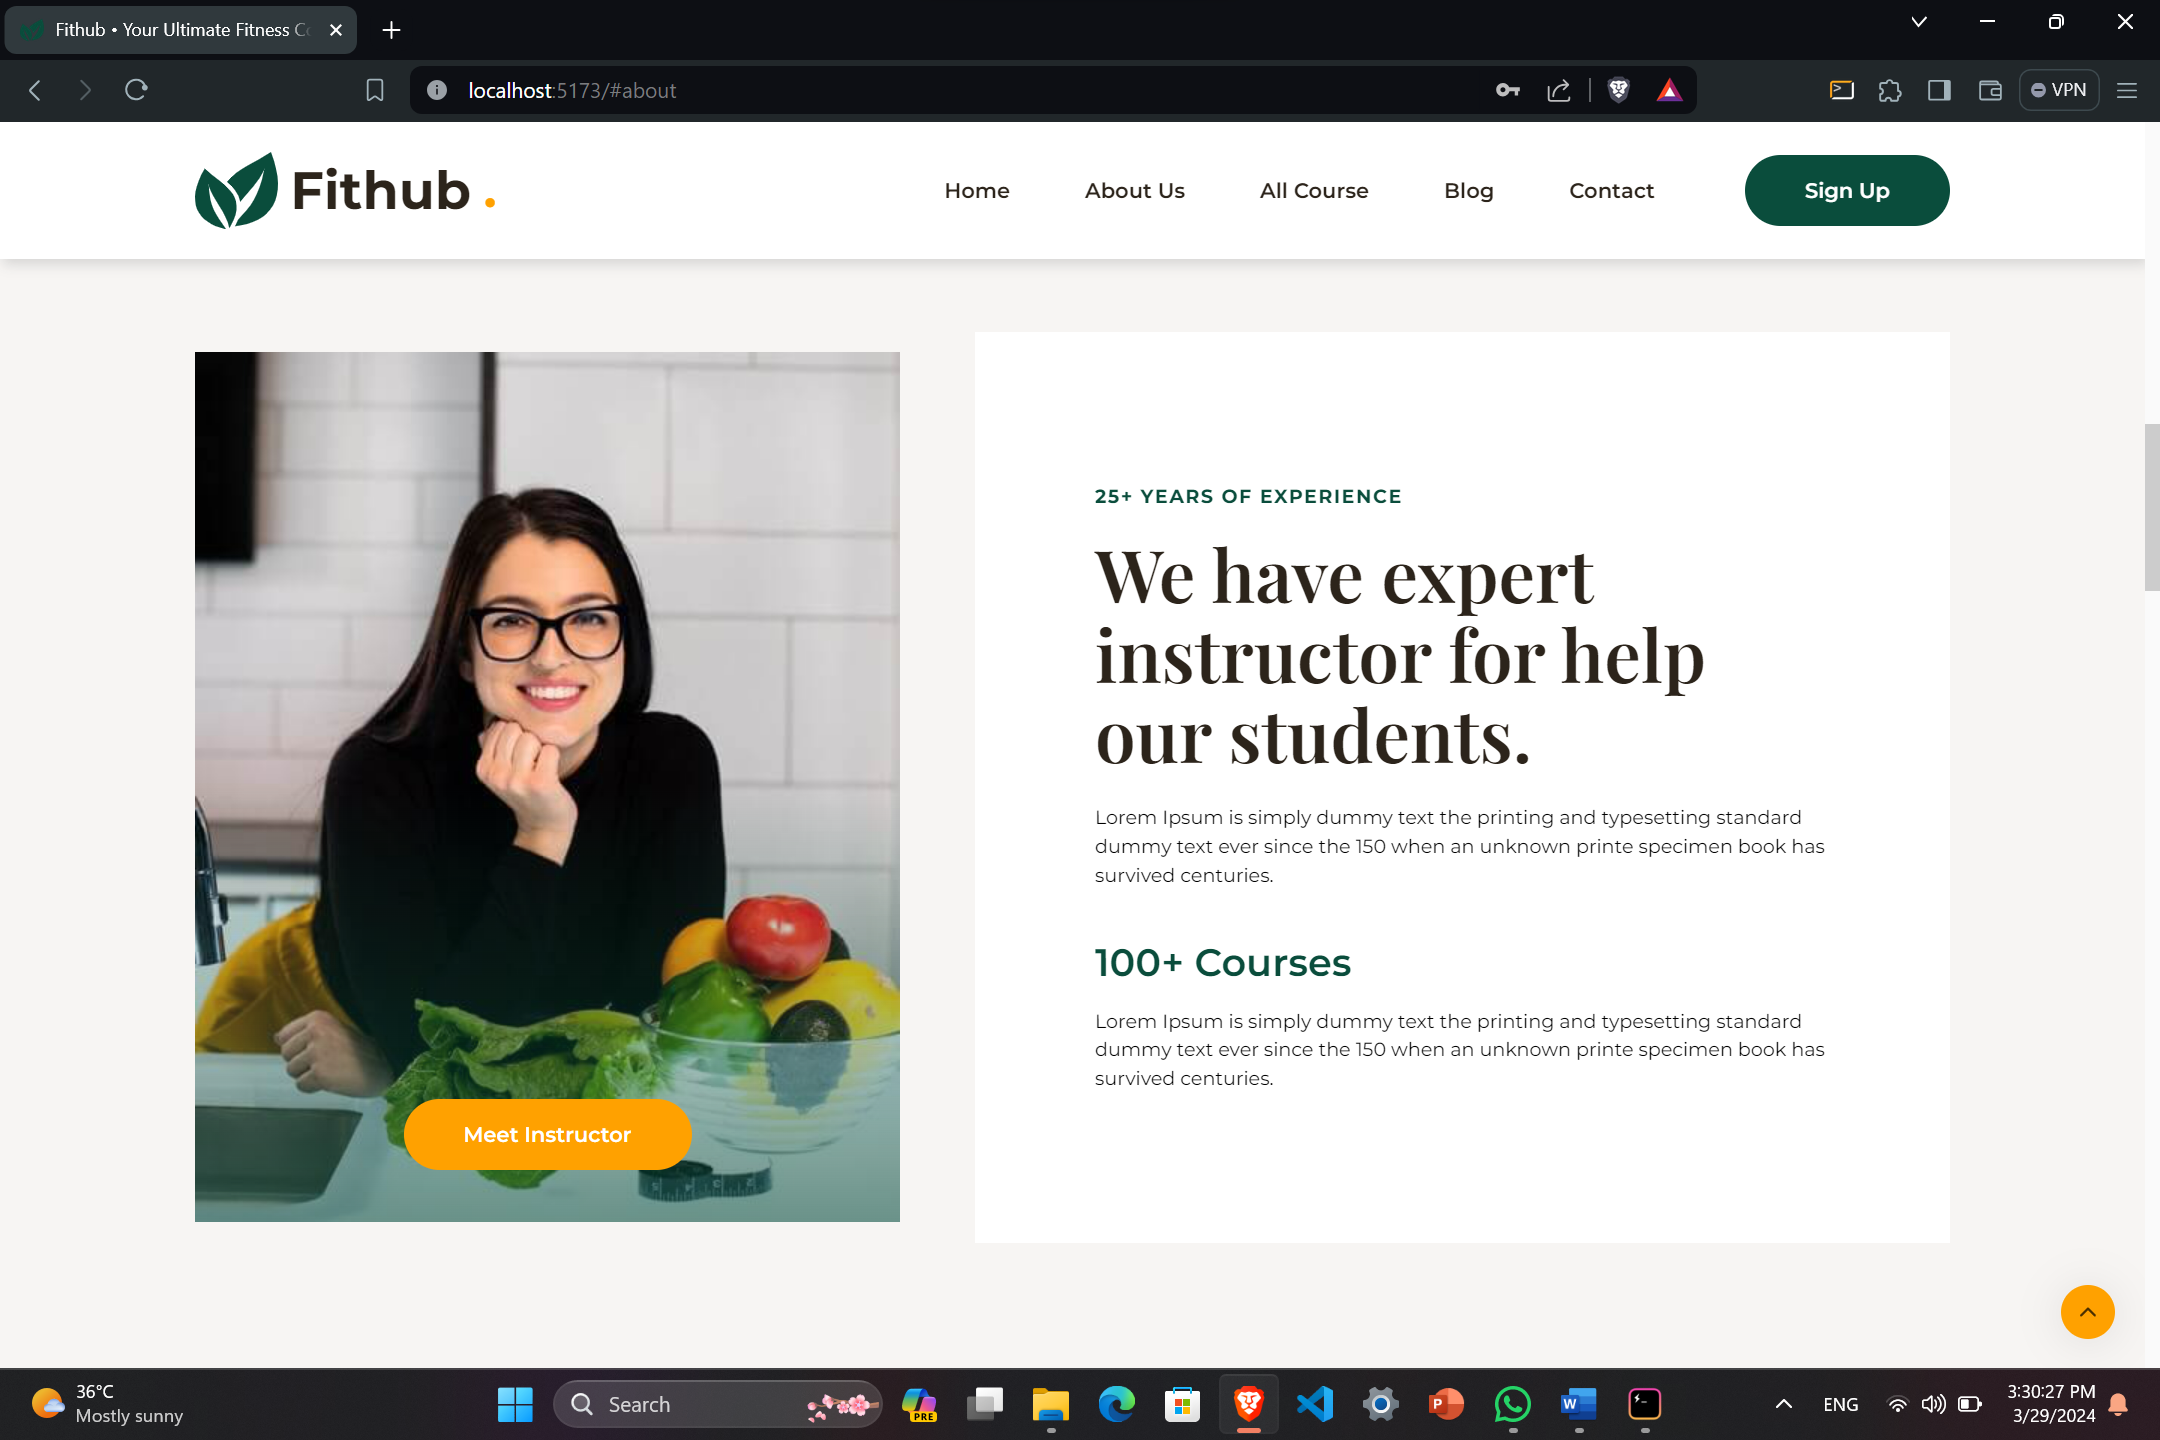 Fithub • Your Ultimate Fitness Co
localhost:5173/#about
VPN
Fithub .
Home
About Us
All Course
Blog
Contact
Sign Up
25+ YEARS OF EXPERIENCE
We have expert
instructor for help
our students.
Lorem Ipsum is simply dummy text the printing and typesetting standard
dummy text ever since the 150 when an unknown printe specimen book has
survived centuries.
100+ Courses
Lorem Ipsum is simply dummy text the printing and typesetting standard
dummy text ever since the 150 when an unknown printe specimen book has
survived centuries.
Meet Instructor
36°C
Mostly sunny
Search
PRE
ENG
3:30:27 PM
3/29/2024